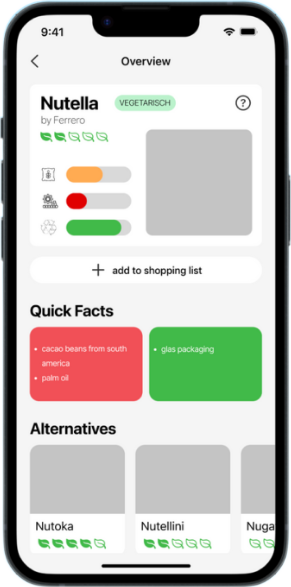 9:41
Overview
Nutella VEGETARISCH ?
by Ferrero
+ add to shopping list
Quick Facts
• cacao beans from south
america
• palm oil
• glas packaging
Alternatives
Nutoka
Nutellini
Nuga